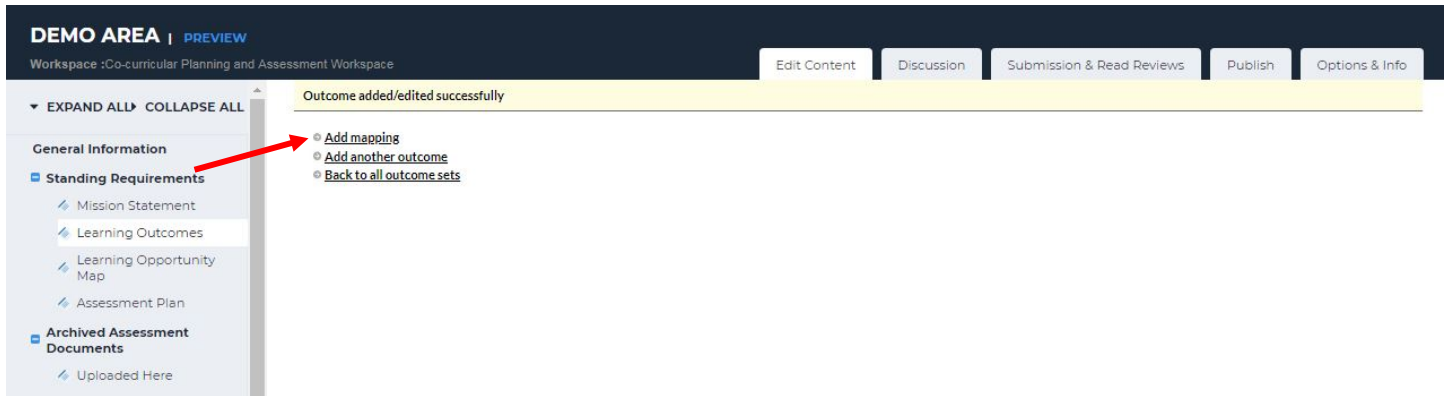 DEMO AREA | PREVIEW
Workspace :Co-curricular Planning and Assessment Workspace
Edit Content
Discussion
Submission & Read Reviews
Publish
Options & Info
EXPAND ALL COLLAPSE ALL
General Information
Standing Requirements
Mission Statement
Learning Outcomes
Learning Opportunity
Map
Assessment Plan
Archived Assessment
Documents
Uploaded Here
Outcome added/edited successfully
Add mapping
Add another outcome
Back to all outcome sets